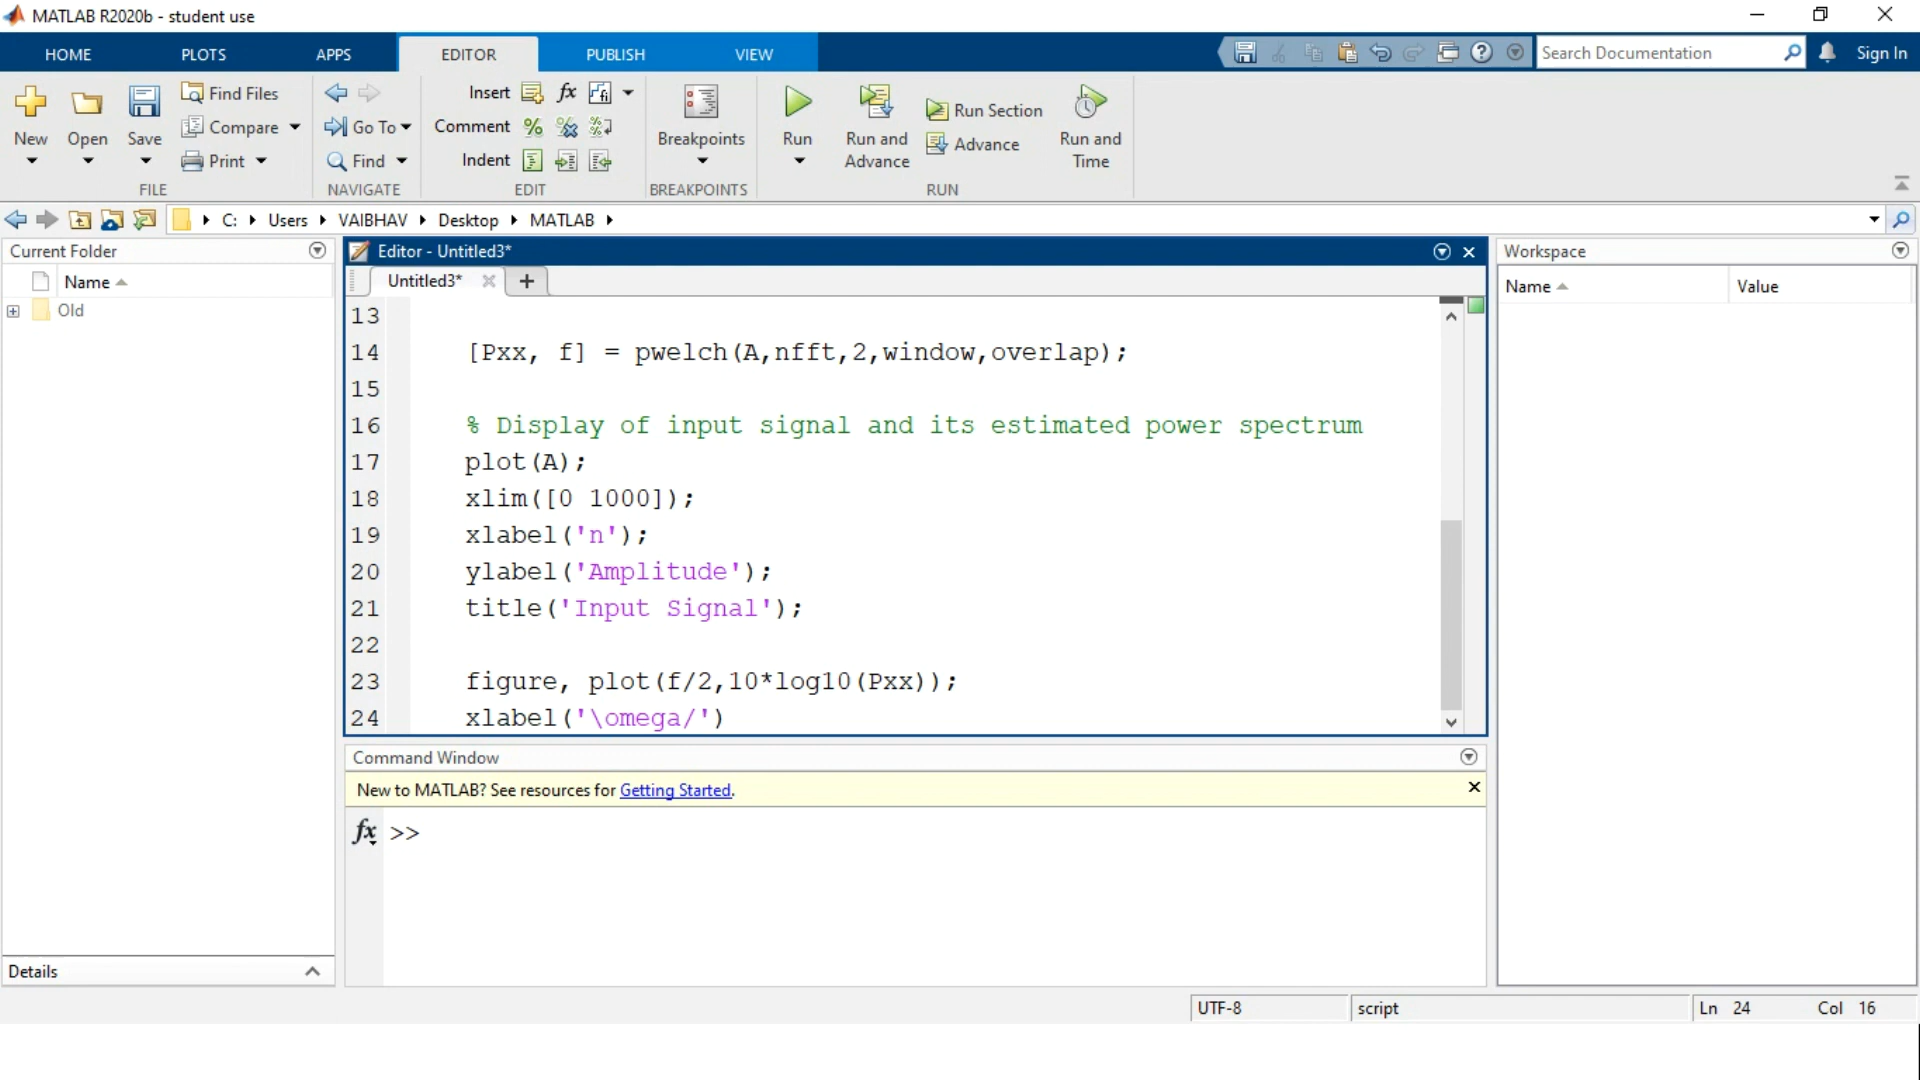 MATLAB R2020b - student use
HOME PLOTS APPS EDITOR PUBLISH VIEW Search Documentation Sign In
New Open Save Find Files Compare Print FILE
Go To Find NAVIGATE
Insert fx Comment Indent EDIT
Breakpoints BREAKPOINTS
Run Run and Advance Run Section Advance Run and Time RUN
C: Users VAIBHAV Desktop MATLAB
Current Folder
Name
Old
Details
Editor - Untitled3*
Untitled3*
13
14 [Pxx, f] = pwelch(A,nfft,2,window,overlap);
15
16 % Display of input signal and its estimated power spectrum
17 plot(A);
18 xlim([0 1000]);
19 xlabel('n');
20 ylabel('Amplitude');
21 title('Input Signal');
22
23 figure, plot(f/2,10*log10(Pxx));
24 xlabel('\omega/')
Command Window
New to MATLAB? See resources for Getting Started.
fx >>
Workspace
Name Value
UTF-8 script Ln 24 Col 16